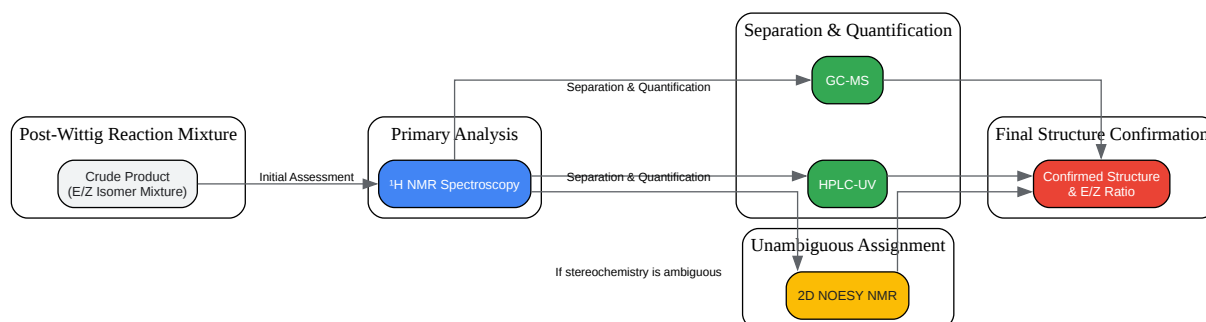 Post-Wittig Reaction Mixture
Crude Product
(E/Z Isomer Mixture)
Initial Assessment
Primary Analysis
¹H NMR Spectroscopy
Separation & Quantification
Separation & Quantification
If stereochemistry is ambiguous
Separation & Quantification
GC-MS
HPLC-UV
Unambiguous Assignment
2D NOESY NMR
Final Structure Confirmation
Confirmed Structure
& E/Z Ratio